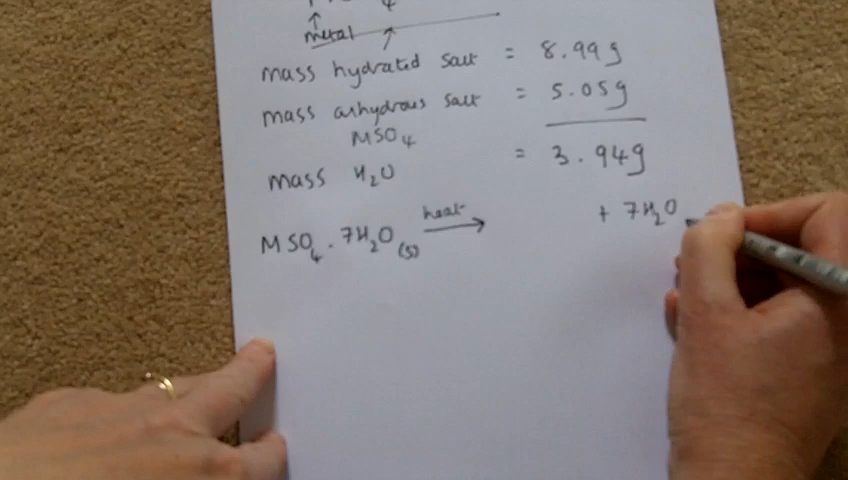 4
metal
mass hydrated salt = 8.99g
mass anhydrous salt = 5.05g
MSO4
mass H2O = 3.94g
MSO4 . 7H2O (s) heat → + 7H2O